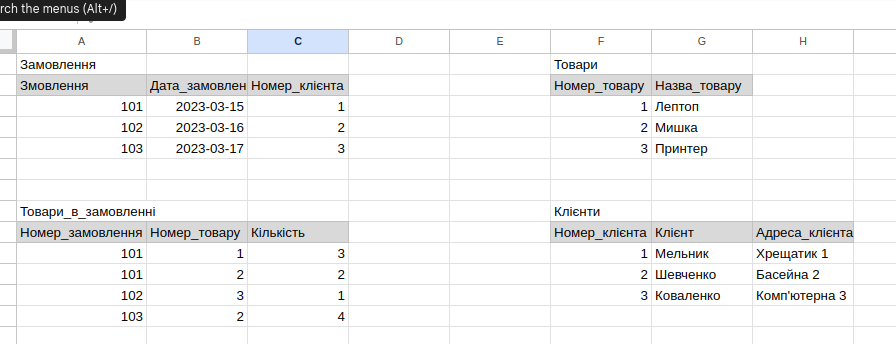 rch the menus (Alt+/)
A B C D E F G H
Замовлення Товари
Змовлення Дата_замовлен Номер_клієнта Номер_товару Назва_товару
101 2023-03-15 1 1 Лептоп
102 2023-03-16 2 2 Мишка
103 2023-03-17 3 3 Принтер
Товари_в_замовленні Клієнти
Номер_замовлення Номер_товару Кількість Номер_клієнта Клієнт Адреса_клієнта
101 1 3 1 Мельник Хрещатик 1
101 2 2 2 Шевченко Басейна 2
102 3 1 3 Коваленко Комп'ютерна 3
103 2 4